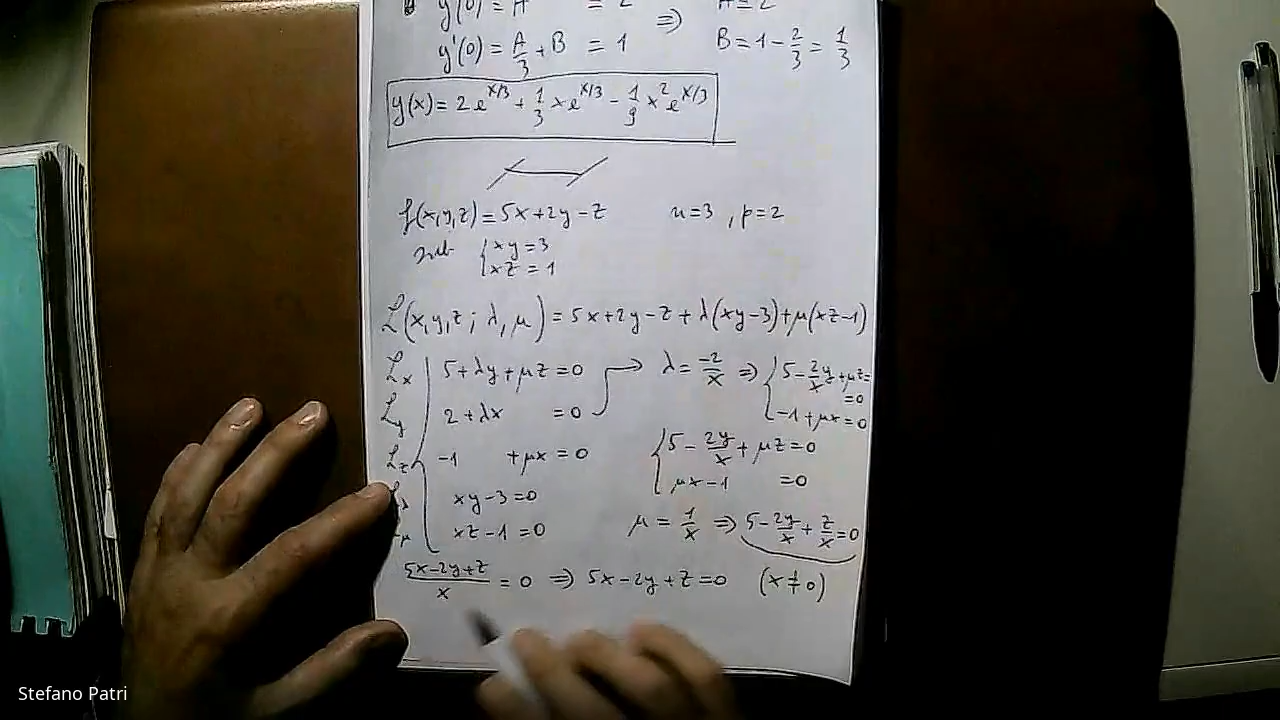 y(0) = A = 2 ⇒ A = 2
y'(0) = A/3 + B = 1 B = 1 - 2/3 = 1/3
y(x) = 2e^{x/3} + 1/3 xe^{x/3} - 1/9 x²e^{x/3}
f(x,y,z) = 5x+2y-z n=3 , p=2
sub { xy = 3
xz = 1
L(x,y,z; λ, μ) = 5x+2y-z+λ(xy-3)+μ(xz-1)
Lx 5+λy+μz = 0 → λ = -2/x ⇒ { 5 - 2y/x + μz = 0
Ly 2+λx = 0 -1+μx = 0
Lz -1 +μx = 0 { 5 - 2y/x + μz = 0
xy-3 = 0 μx-1 = 0
xz-1 = 0 μ = 1/x ⇒ 5 - 2y/x + z/x = 0
(5x-2y+z)/x = 0 ⇒ 5x-2y+z = 0 (x≠0)
Stefano Patri